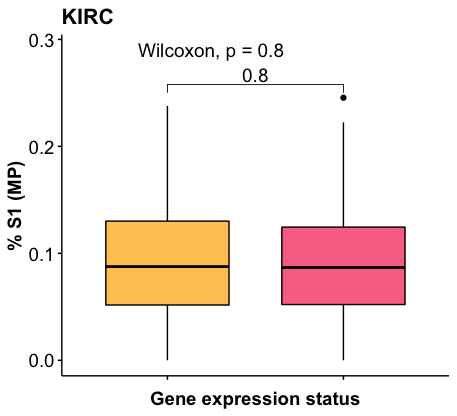 KIRC
Wilcoxon, p = 0.8
0.8
0.3
0.2
0.1
0.0
% S1 (MP)
Gene expression status